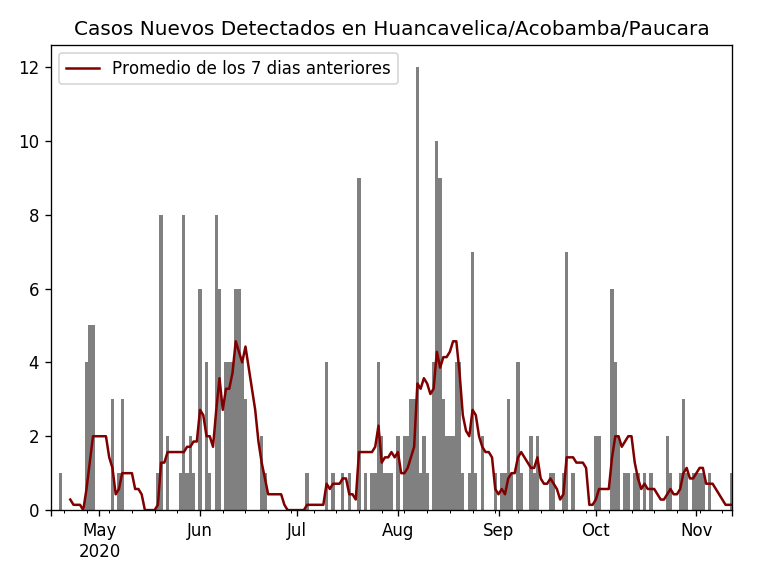 Casos Nuevos Detectados en Huancavelica/Acobamba/Paucara
Promedio de los 7 dias anteriores
12
10
8
6
4
2
0
May Jun Jul Aug Sep Oct Nov
2020